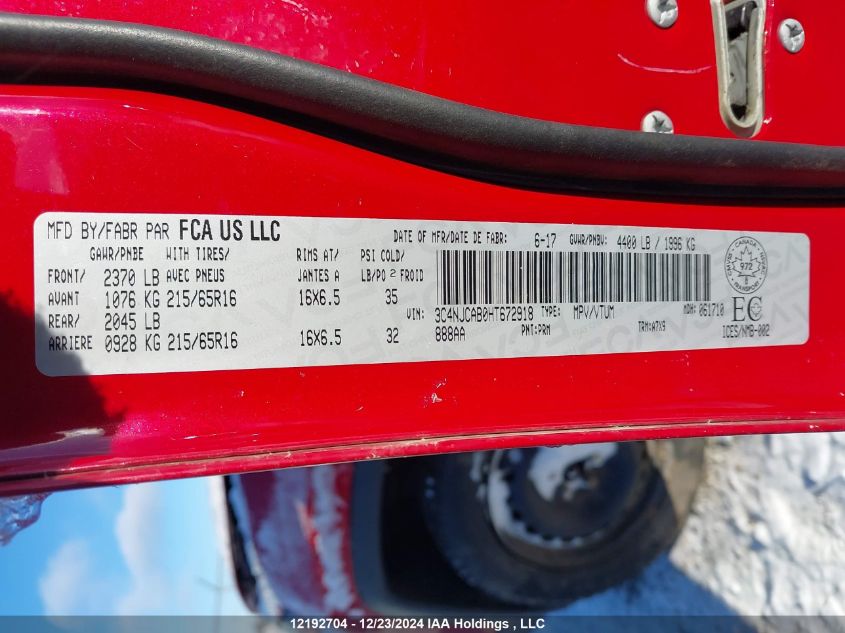 MFD BY/FABR PAR FCA US LLC
DATE OF MFR/DATE DE FABR: 6-17 GVWR/PNBV: 4400 LB / 1996 KG
GAWR/PNBE WITH TIRES/ RIMS AT/ PSI COLD/
FRONT/ 2370 LB AVEC PNEUS JANTES A LB/PO 2 FROID
AVANT 1076 KG 215/65R16 16X6.5 35
REAR/ 2045 LB
ARRIERE 0928 KG 215/65R16 16X6.5 32
VIN: 3C4NJCAB0HT672918 TYPE: MPV/VTUM MDH: 061710
888AA PNT:PRM TRM:A7X9
CANADA
972
EC
ICES/NMB-002
12192704 - 12/23/2024 IAA Holdings , LLC